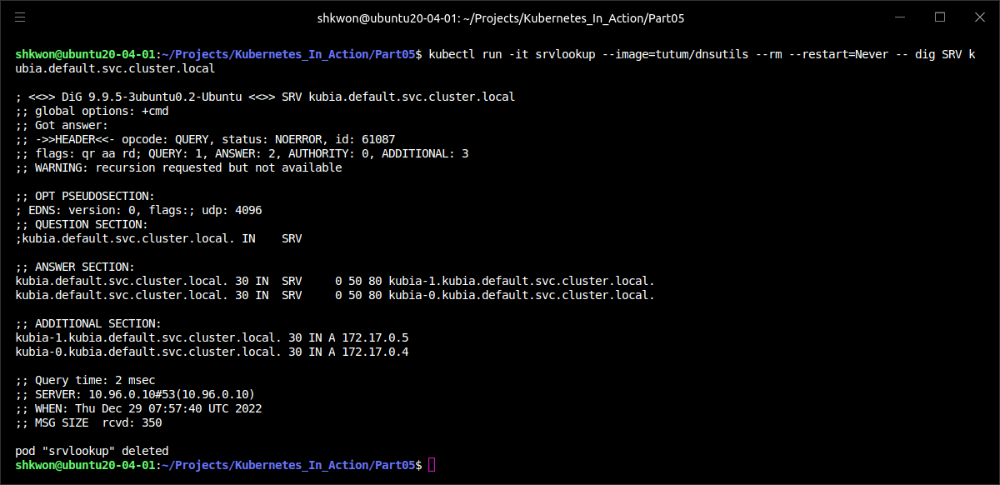 shkwon@ubuntu20-04-01: ~/Projects/Kubernetes_In_Action/Part05
shkwon@ubuntu20-04-01:~/Projects/Kubernetes_In_Action/Part05$ kubectl run -it srvlookup --image=tutum/dnsutils --rm --restart=Never -- dig SRV k
ubia.default.svc.cluster.local

; <<>> DiG 9.9.5-3ubuntu0.2-Ubuntu <<>> SRV kubia.default.svc.cluster.local
;; global options: +cmd
;; Got answer:
;; ->>HEADER<<- opcode: QUERY, status: NOERROR, id: 61087
;; flags: qr aa rd; QUERY: 1, ANSWER: 2, AUTHORITY: 0, ADDITIONAL: 3
;; WARNING: recursion requested but not available

;; OPT PSEUDOSECTION:
; EDNS: version: 0, flags:; udp: 4096
;; QUESTION SECTION:
;kubia.default.svc.cluster.local. IN    SRV

;; ANSWER SECTION:
kubia.default.svc.cluster.local. 30 IN  SRV     0 50 80 kubia-1.kubia.default.svc.cluster.local.
kubia.default.svc.cluster.local. 30 IN  SRV     0 50 80 kubia-0.kubia.default.svc.cluster.local.

;; ADDITIONAL SECTION:
kubia-1.kubia.default.svc.cluster.local. 30 IN A 172.17.0.5
kubia-0.kubia.default.svc.cluster.local. 30 IN A 172.17.0.4

;; Query time: 2 msec
;; SERVER: 10.96.0.10#53(10.96.0.10)
;; WHEN: Thu Dec 29 07:57:40 UTC 2022
;; MSG SIZE  rcvd: 350

pod "srvlookup" deleted
shkwon@ubuntu20-04-01:~/Projects/Kubernetes_In_Action/Part05$